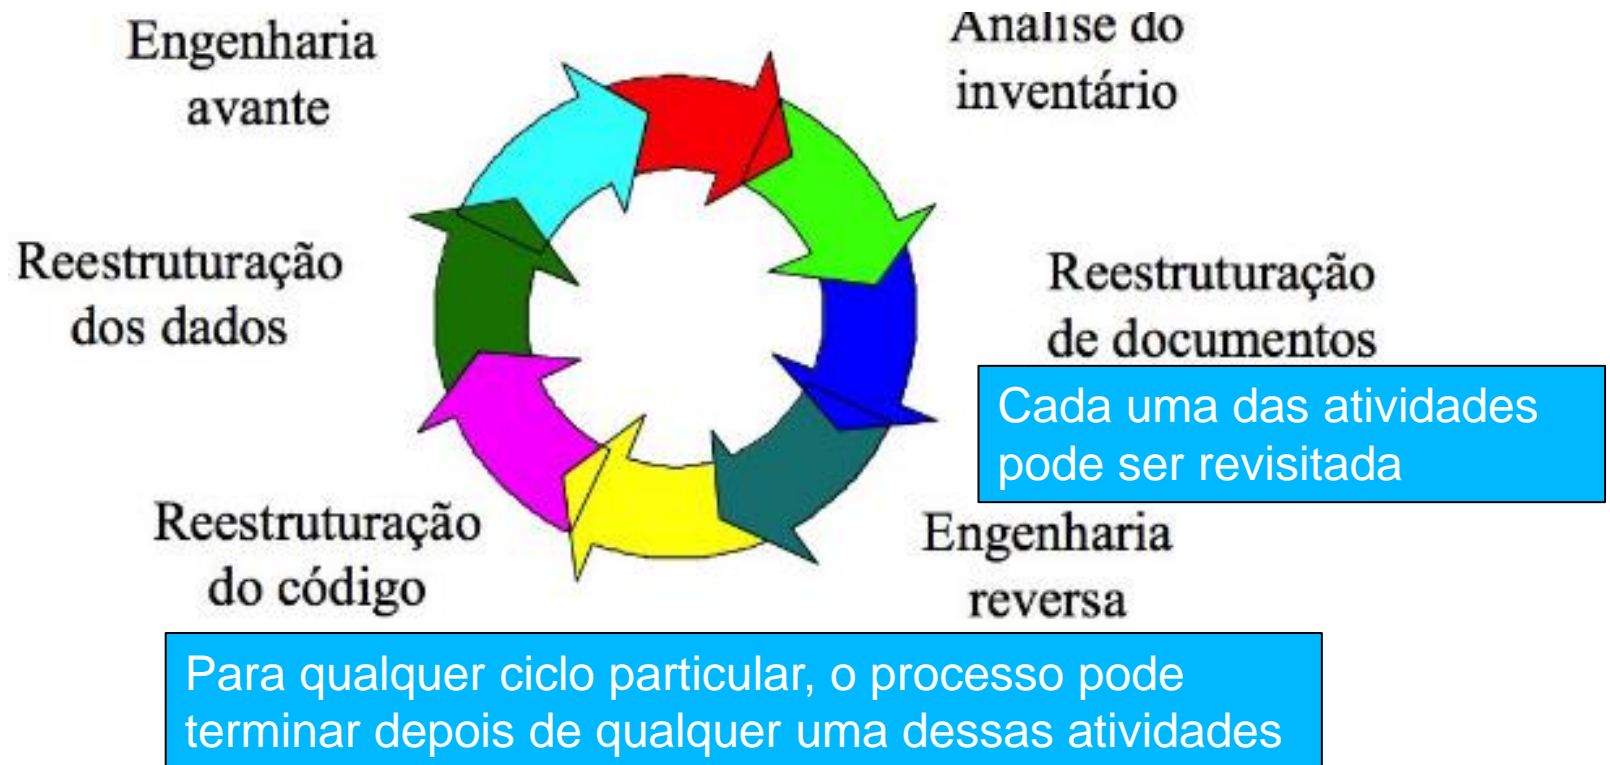 Engenharia
avante
Análise do
inventário
Reestruturação
dos dados
Reestruturação
de documentos
Cada uma das atividades
pode ser revisitada
Reestruturação
do código
Engenharia
reversa
Para qualquer ciclo particular, o processo pode
terminar depois de qualquer uma dessas atividades